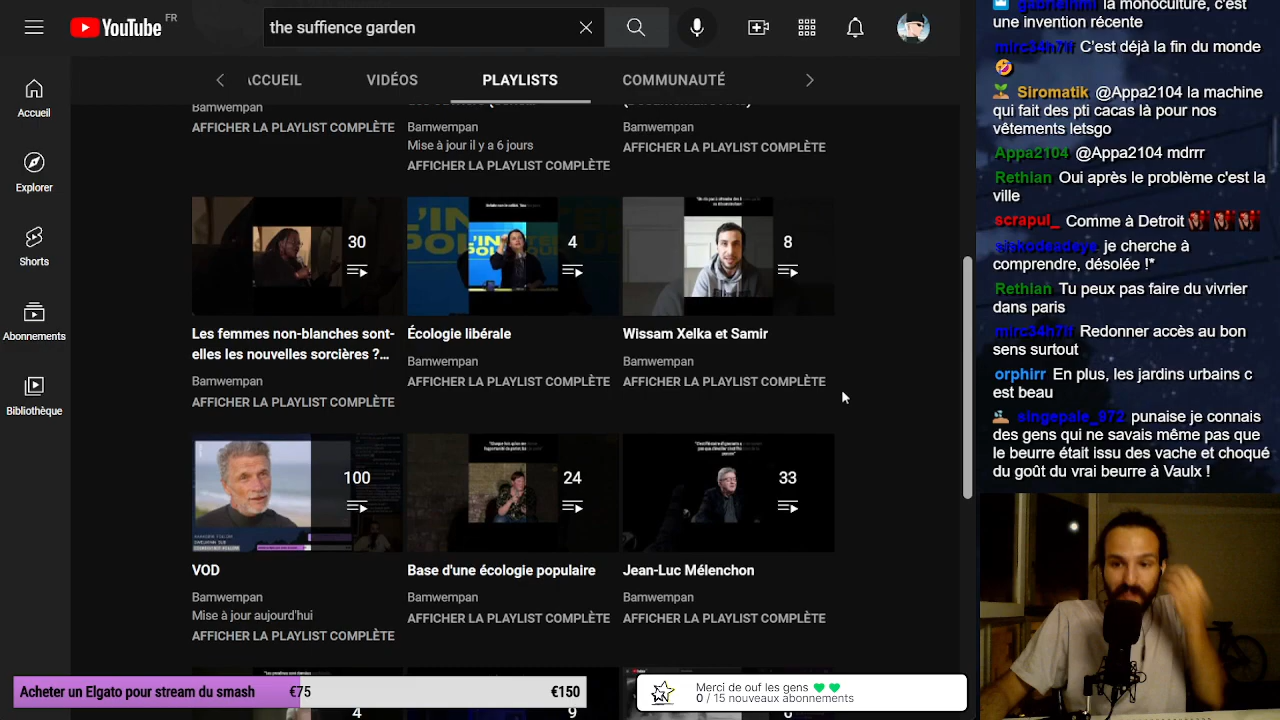 YouTube FR
the suffience garden
Accueil
Explorer
Shorts
Abonnements
Bibliothèque
ACCUEIL
VIDÉOS
PLAYLISTS
COMMUNAUTÉ
Bamwempan
AFFICHER LA PLAYLIST COMPLÈTE
Bamwempan
Mise à jour il y a 6 jours
AFFICHER LA PLAYLIST COMPLÈTE
Bamwempan
AFFICHER LA PLAYLIST COMPLÈTE
30
Les femmes non-blanches sont-
elles les nouvelles sorcières ?...
Bamwempan
AFFICHER LA PLAYLIST COMPLÈTE
4
Écologie libérale
Bamwempan
AFFICHER LA PLAYLIST COMPLÈTE
8
Wissam Xelka et Samir
Bamwempan
AFFICHER LA PLAYLIST COMPLÈTE
100
VOD
Bamwempan
Mise à jour aujourd'hui
AFFICHER LA PLAYLIST COMPLÈTE
24
Base d'une écologie populaire
Bamwempan
AFFICHER LA PLAYLIST COMPLÈTE
33
Jean-Luc Mélenchon
Bamwempan
AFFICHER LA PLAYLIST COMPLÈTE
4
9
Acheter un Elgato pour stream du smash €75 €150
Merci de ouf les gens
0 / 15 nouveaux abonnements
la monoculture, c'est
une invention récente
mirc34h7lf C'est déjà la fin du monde
Siromatik @Appa2104 la machine
qui fait des pti cacas là pour nos
vêtements letsgo
Appa2104 @Appa2104 mdrrr
Rethian Oui après le problème c'est la
ville
scrapul_ Comme à Detroit
je cherche à
comprendre, désolée !*
Rethian Tu peux pas faire du vivrier
dans paris
mirc34h7lf Redonner accès au bon
sens surtout
orphirr En plus, les jardins urbains c
est beau
singepale_972 putain je connais
des gens qui ne savais même pas que
le beurre était issu des vache et choqué
du goût du vrai beurre à Vaulx !